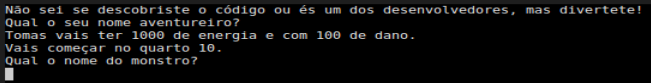 Não sei se descobriste o código ou és um dos desenvolvedores, mas divertete!
Qual o seu nome aventureiro?
Tomas vais ter 1000 de energia e com 100 de dano.
Vais começar no quarto 10.
Qual o nome do monstro?